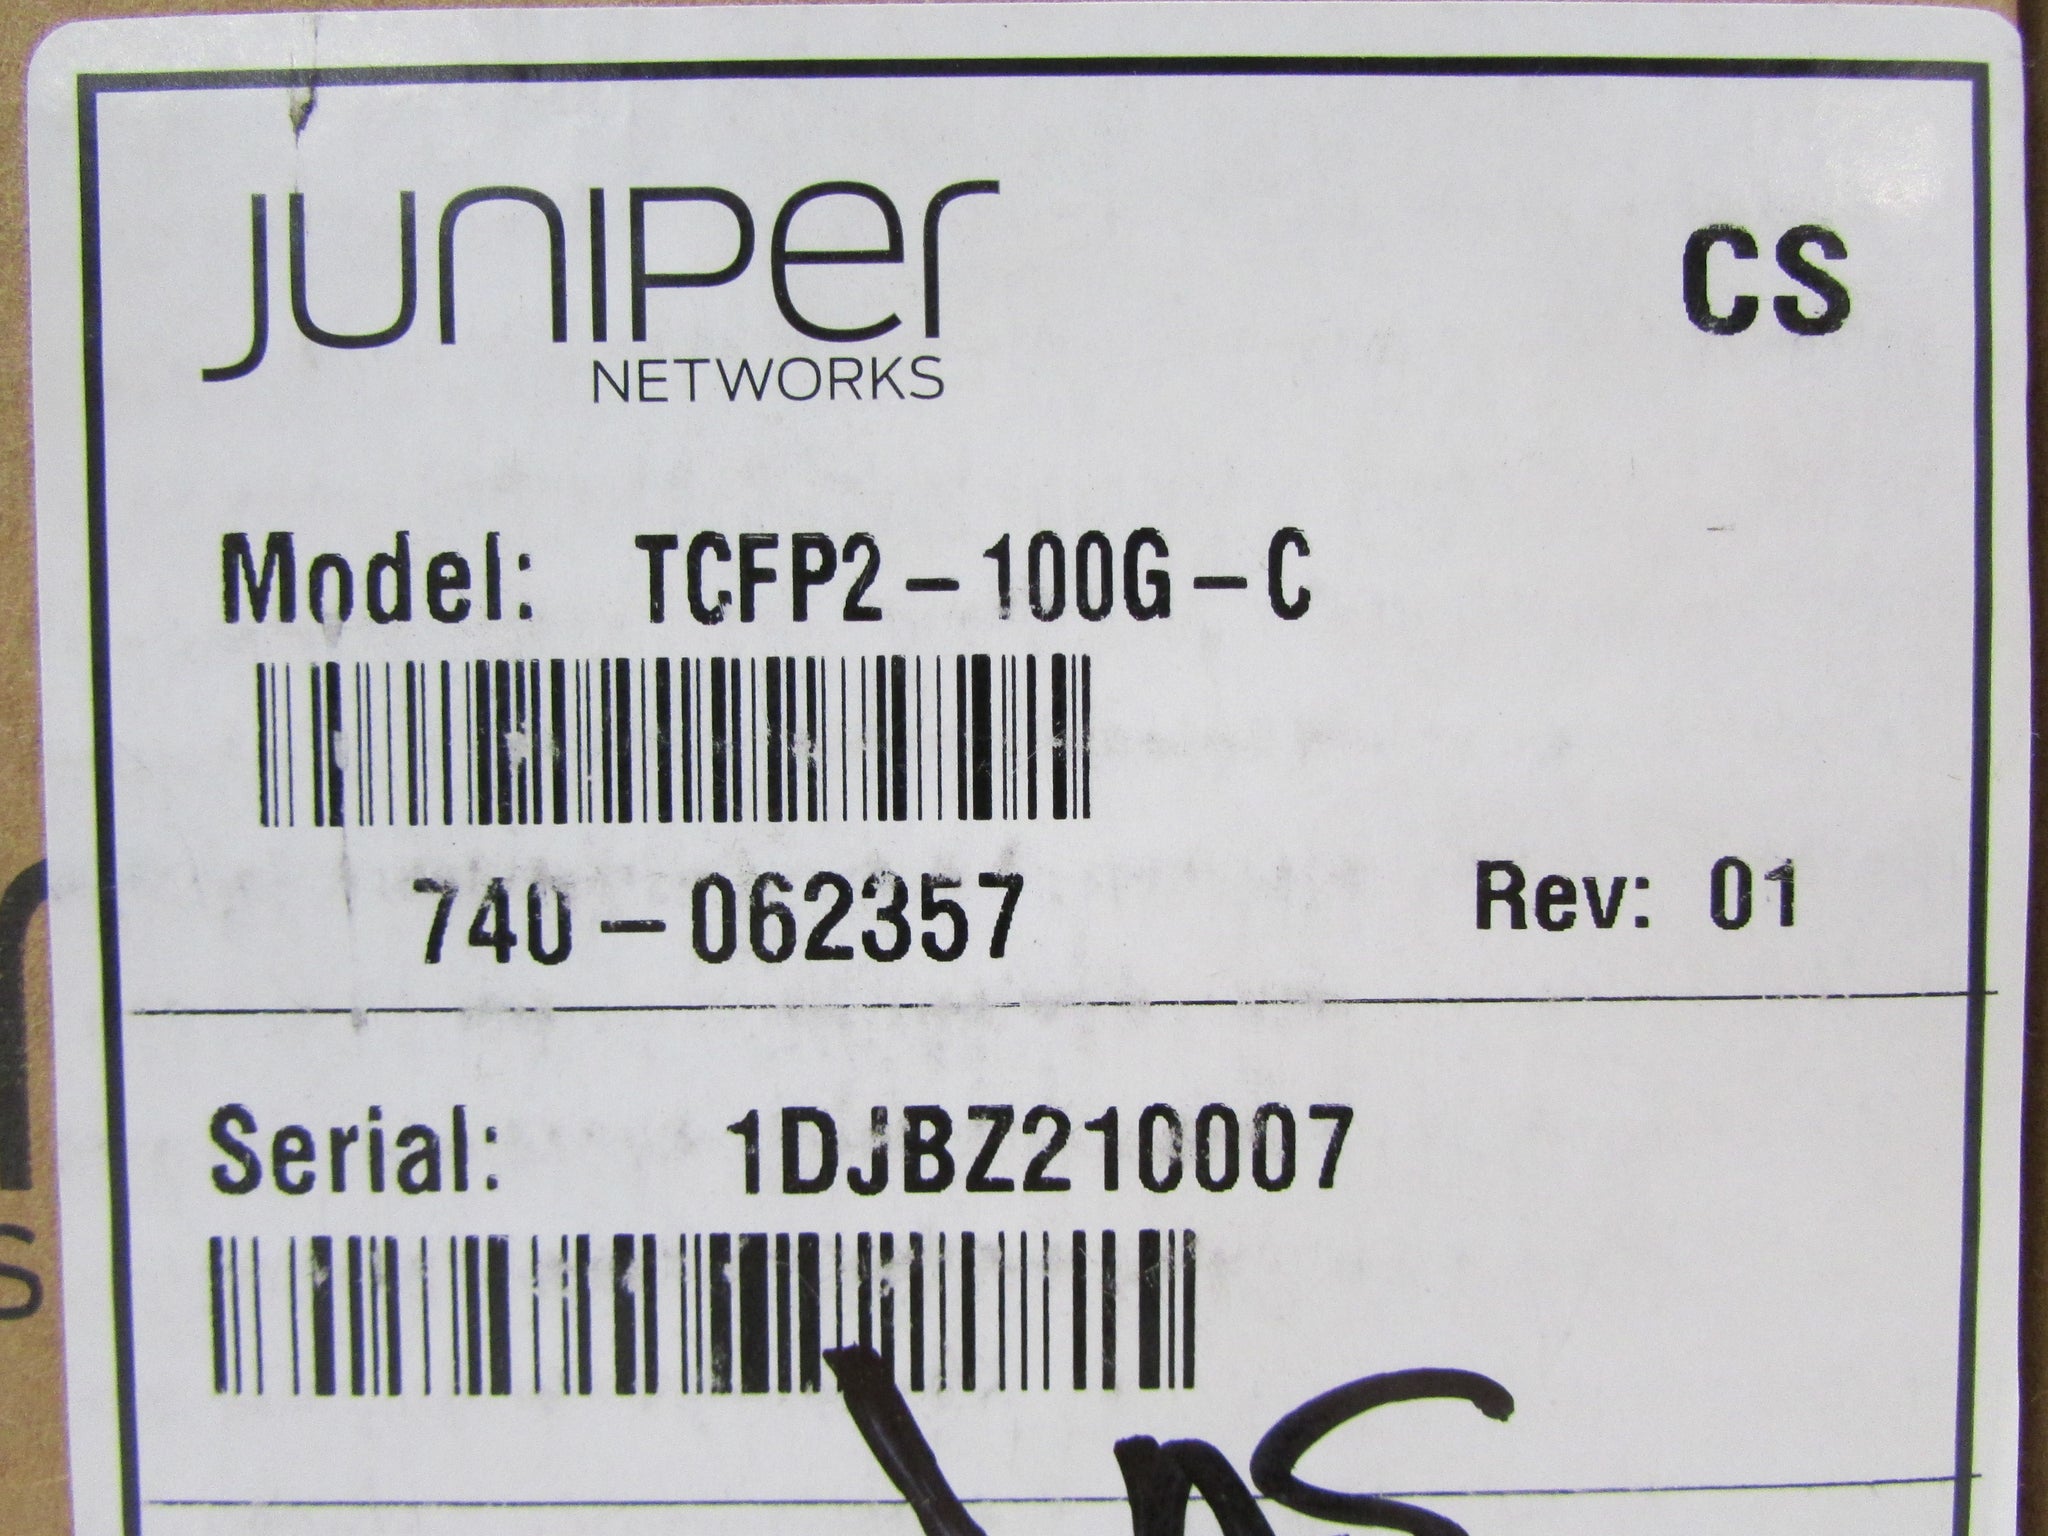 juniper
NETWORKS
CS
Model: TCFP2-100G-C
740-062357
Rev: 01
Serial: 1DJBZ210007